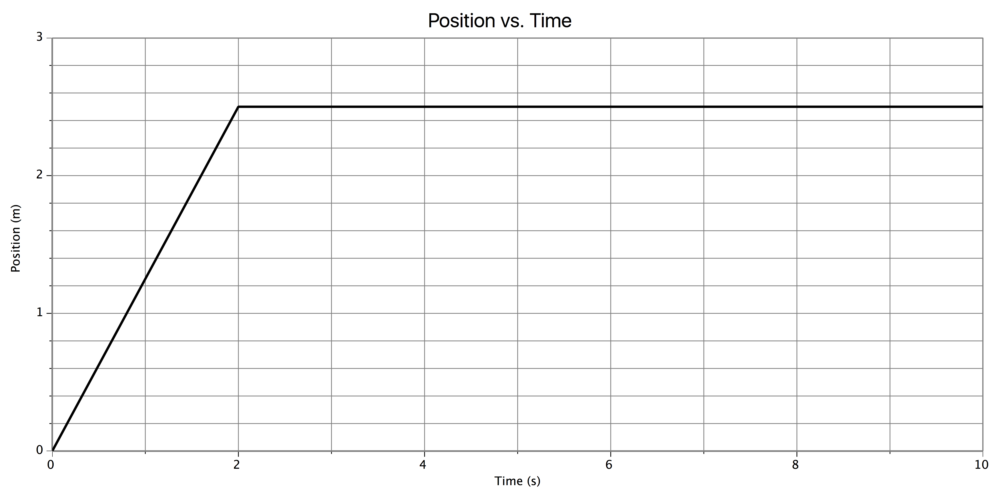 Position vs. Time
3
2
1
0
Position (m)
0 2 4 6 8 10
Time (s)